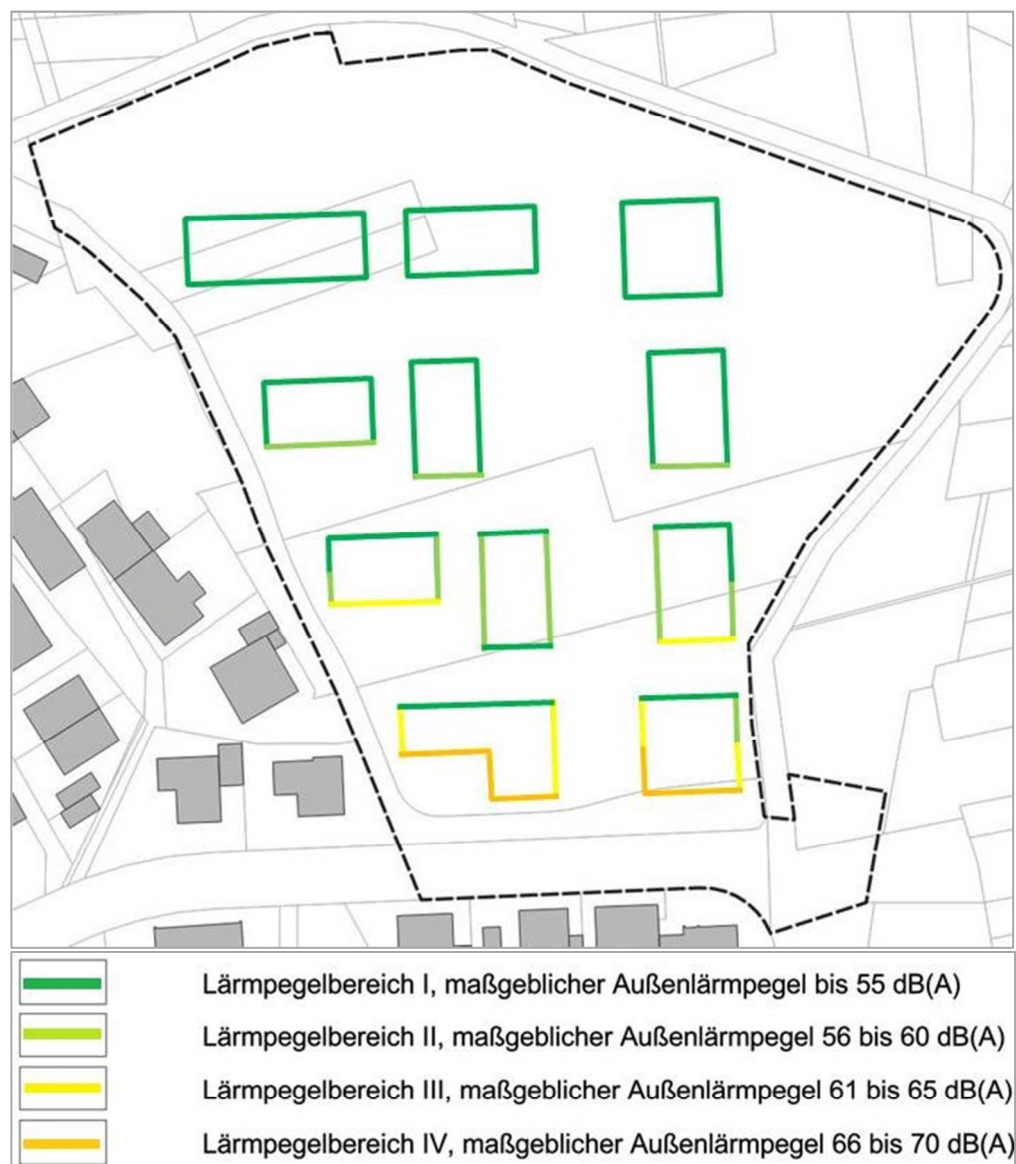 Lärmpegelbereich I, maßgeblicher Außenlärmpegel bis 55 dB(A)
Lärmpegelbereich II, maßgeblicher Außenlärmpegel 56 bis 60 dB(A)
Lärmpegelbereich III, maßgeblicher Außenlärmpegel 61 bis 65 dB(A)
Lärmpegelbereich IV, maßgeblicher Außenlärmpegel 66 bis 70 dB(A)